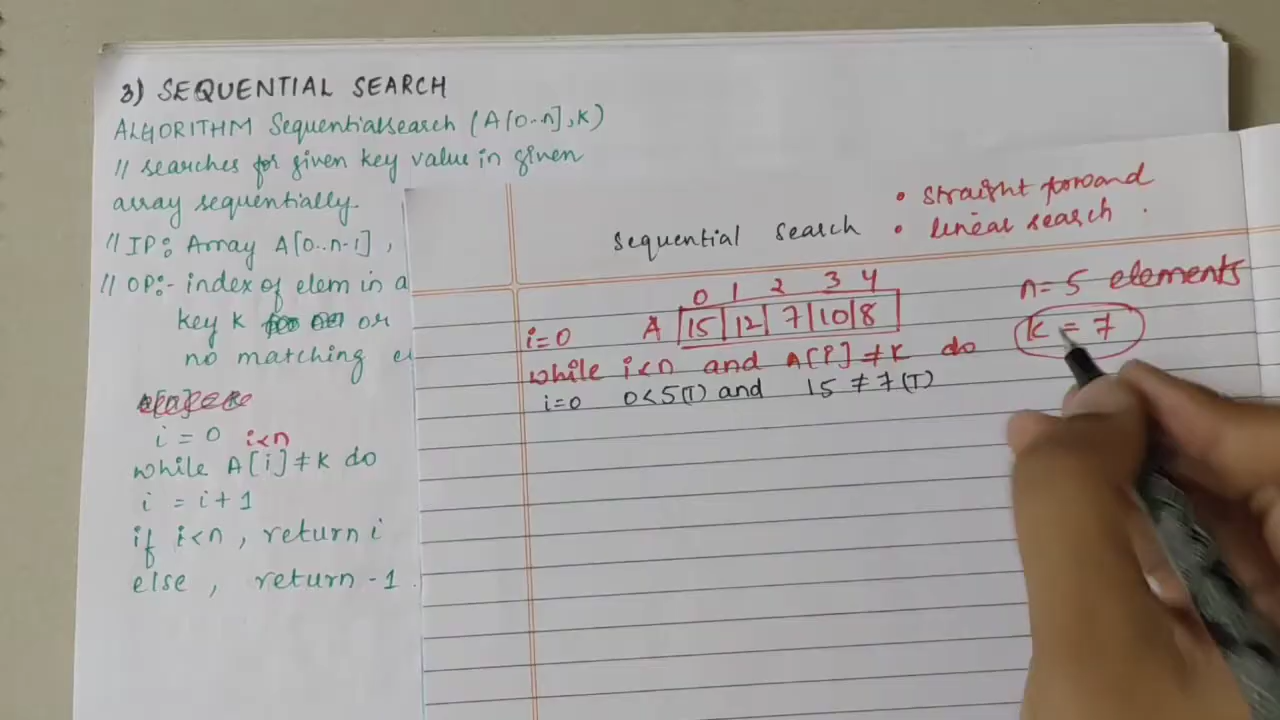 3) SEQUENTIAL SEARCH
ALGORITHM Sequentialsearch (A[0..n], K)
// searches for given key value in given
array sequentially.
// IP: Array A[0..n-1],
// OP:- index of elem in a
key K or
no matching e
i = 0 i<n
while A[i] ≠ K do
i = i+1
if i<n, return i
else, return -1.
• straight forward
sequential search • linear search
0 1 2 3 4
n=5 elements
i=0 A 15 12 7 10 8
k = 7
while i<n and A[i] ≠ K do
i=0 0<5(T) and 15 ≠ 7(T)